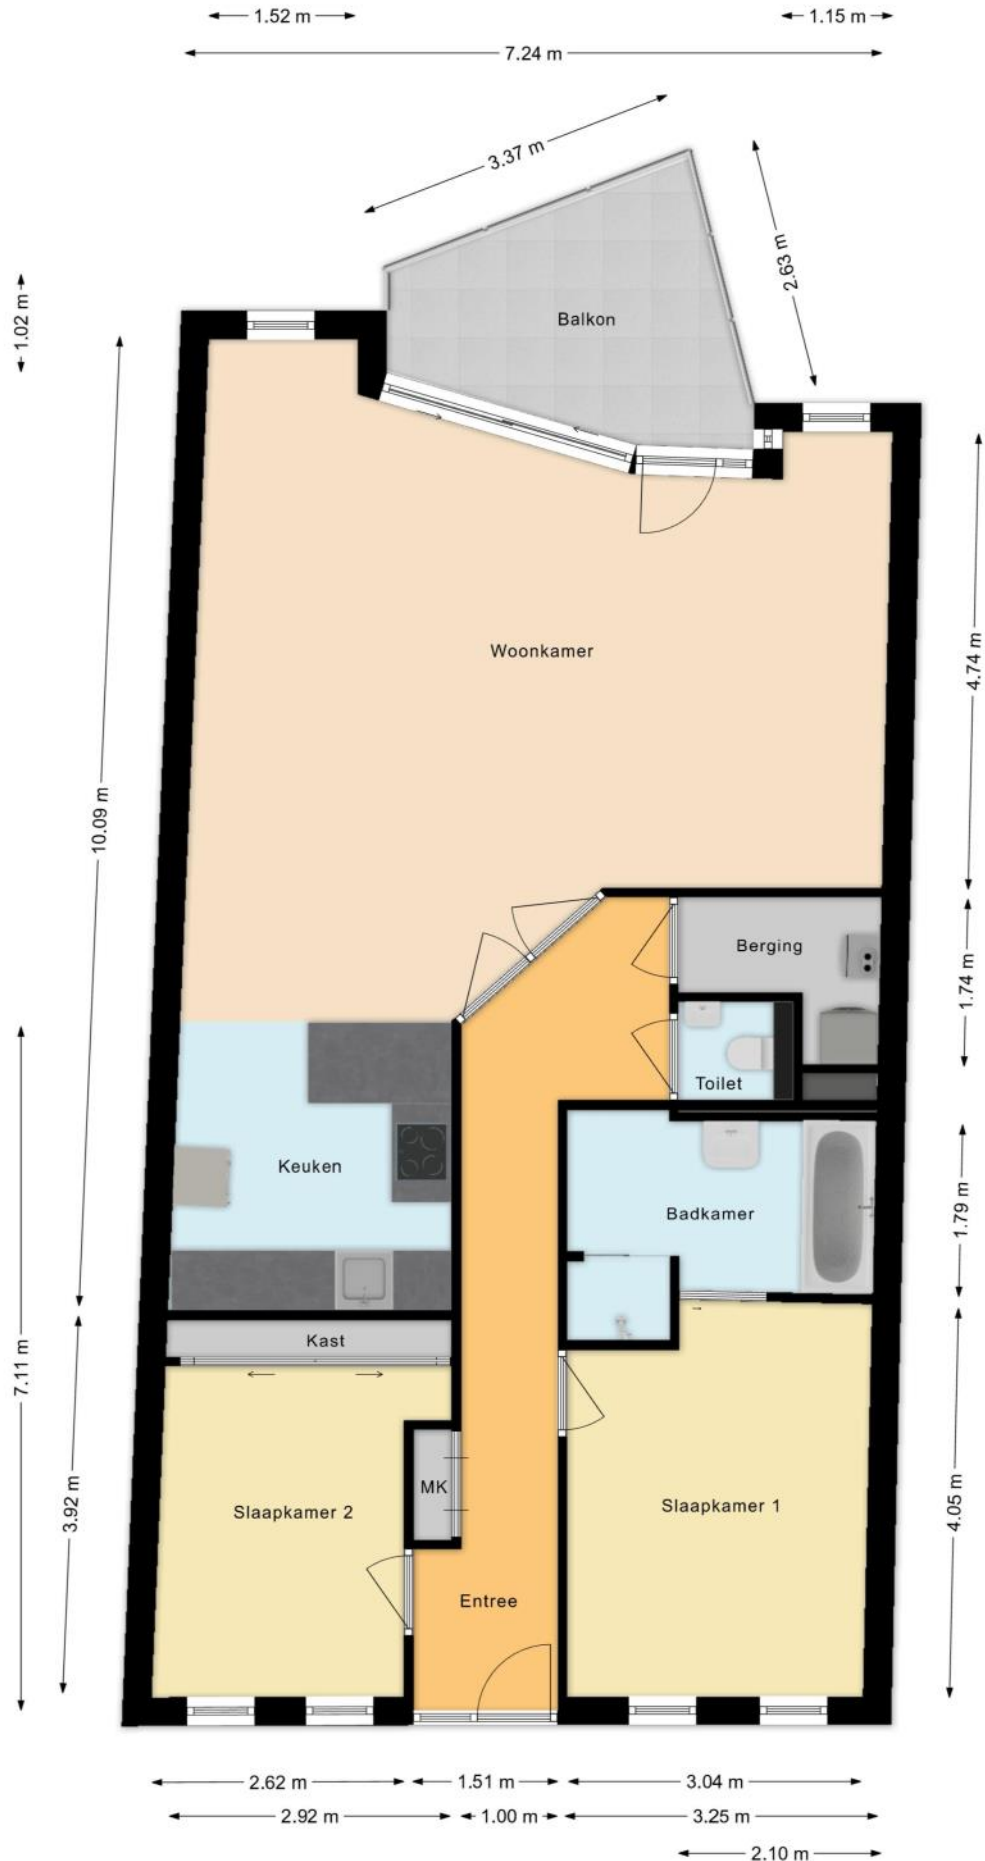 1.52 m
1.15 m
7.24 m
3.37 m
2.63 m
1.02 m
Balkon
Woonkamer
4.74 m
10.09 m
Berging
1.74 m
Toilet
Keuken
Badkamer
1.79 m
Kast
7.11 m
MK
Slaapkamer 2
Slaapkamer 1
3.92 m
4.05 m
Entree
2.62 m
1.51 m
3.04 m
2.92 m
1.00 m
3.25 m
2.10 m